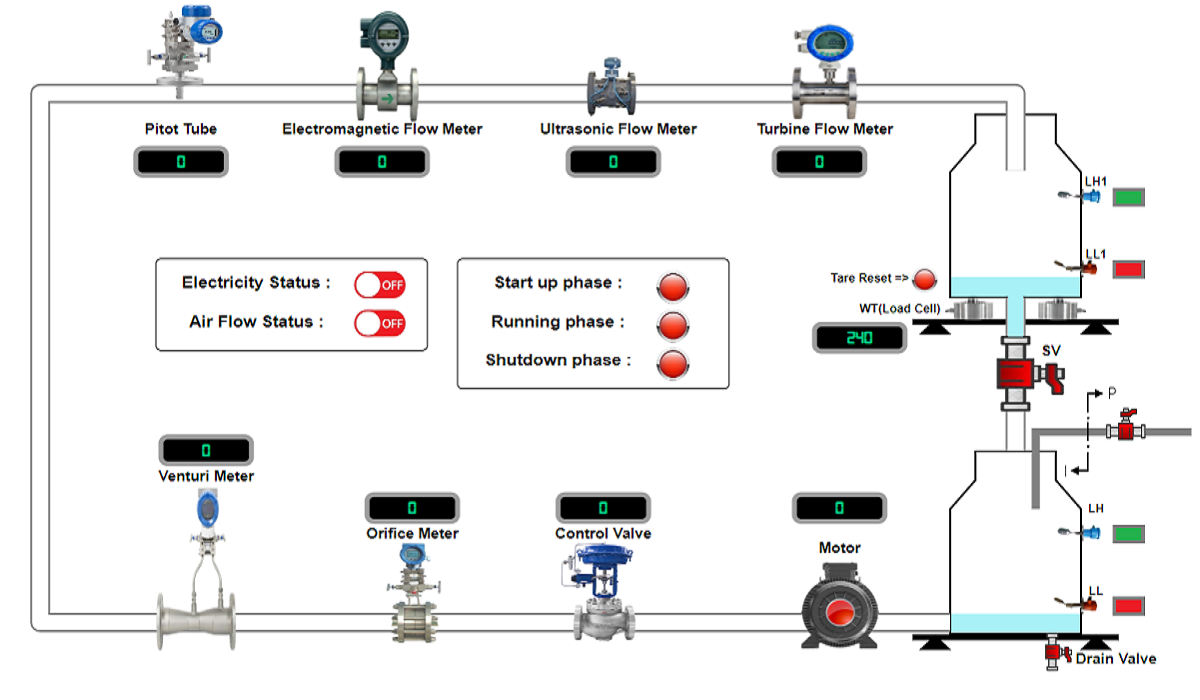 Pitot Tube
Electromagnetic Flow Meter
Ultrasonic Flow Meter
Turbine Flow Meter
0
0
0
0
LH1
LL1
Electricity Status :
OFF
Air Flow Status :
OFF
Start up phase :
Running phase :
Shutdown phase :
Tare Reset =>
WT(Load Cell)
240
SV
P
I
0
Venturi Meter
0
Orifice Meter
0
Control Valve
0
Motor
LH
LL
Drain Valve